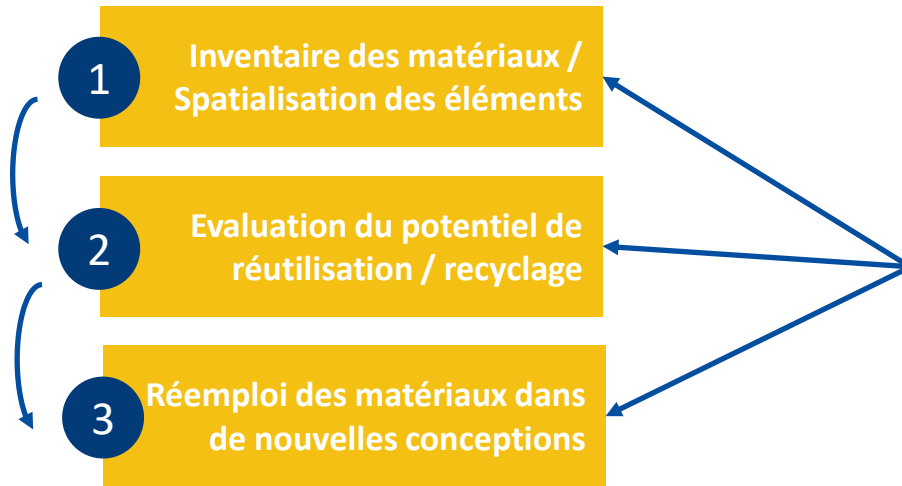 1
Inventaire des matériaux /
Spatialisation des éléments
2
Evaluation du potentiel de
réutilisation / recyclage
3
Réemploi des matériaux dans
de nouvelles conceptions